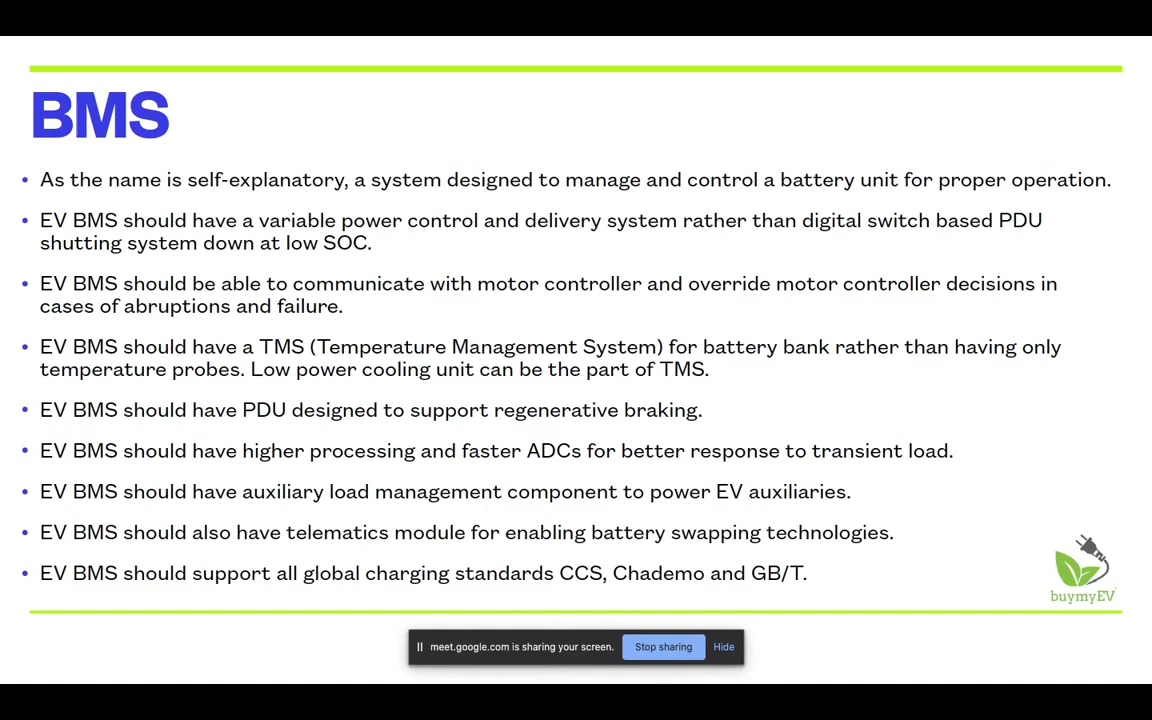 BMS
• As the name is self-explanatory, a system designed to manage and control a battery unit for proper operation.
• EV BMS should have a variable power control and delivery system rather than digital switch based PDU
shutting system down at low SOC.
• EV BMS should be able to communicate with motor controller and override motor controller decisions in
cases of abruptions and failure.
• EV BMS should have a TMS (Temperature Management System) for battery bank rather than having only
temperature probes. Low power cooling unit can be the part of TMS.
• EV BMS should have PDU designed to support regenerative braking.
• EV BMS should have higher processing and faster ADCs for better response to transient load.
• EV BMS should have auxiliary load management component to power EV auxiliaries.
• EV BMS should also have telematics module for enabling battery swapping technologies.
• EV BMS should support all global charging standards CCS, Chademo and GB/T.
buymyEV
meet.google.com is sharing your screen. Stop sharing Hide